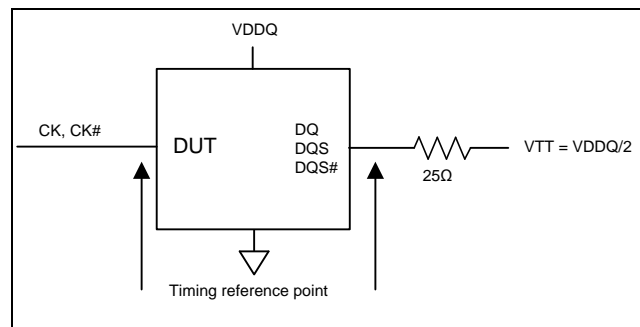 VDDQ
CK, CK#
DUT
DQ
DQS
DQS#
25Ω
VTT = VDDQ/2
Timing reference point